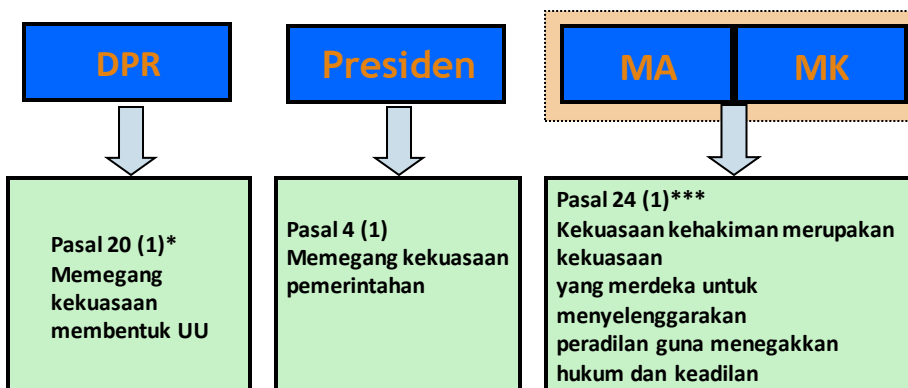 DPR
Presiden
MA
MK
Pasal 20 (1)*
Memegang
kekuasaan
membentuk UU
Pasal 4 (1)
Memegang kekuasaan
pemerintahan
Pasal 24 (1)***
Kekuasaan kehakiman merupakan
kekuasaan
yang merdeka untuk
menyelenggarakan
peradilan guna menegakkan
hukum dan keadilan